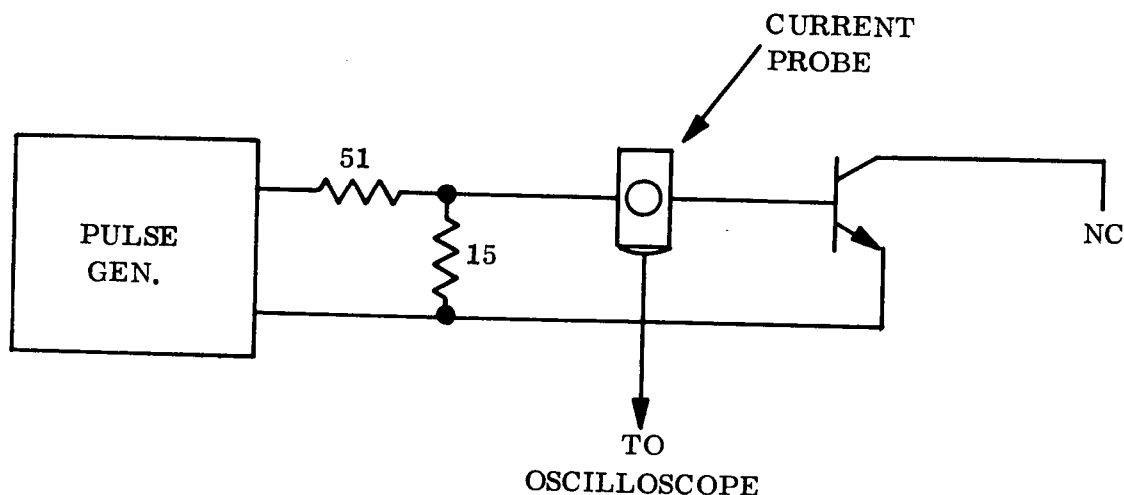 CURRENT
PROBE
51
PULSE
GEN.
15
NC
TO
OSCILLOSCOPE